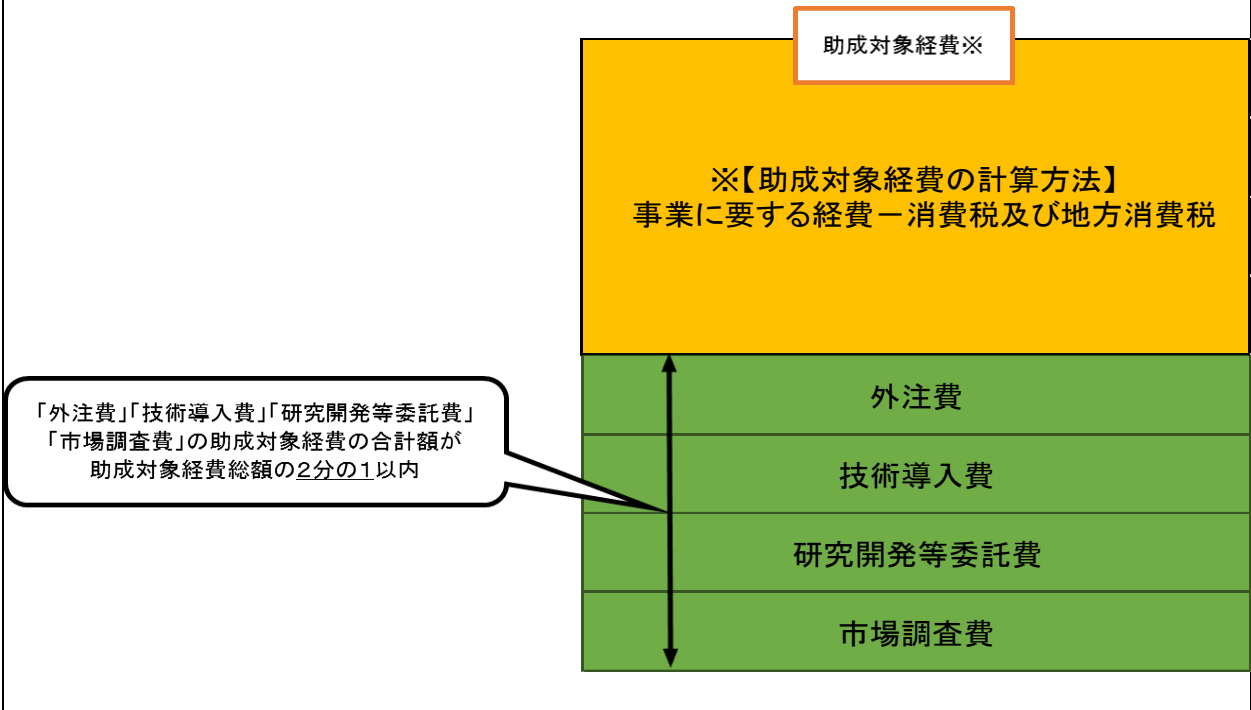 助成対象経費※
※【助成対象経費の計算方法】
事業に要する経費－消費税及び地方消費税
「外注費」「技術導入費」「研究開発等委託費」
「市場調査費」の助成対象経費の合計額が
助成対象経費総額の2分の1以内
外注費
技術導入費
研究開発等委託費
市場調査費